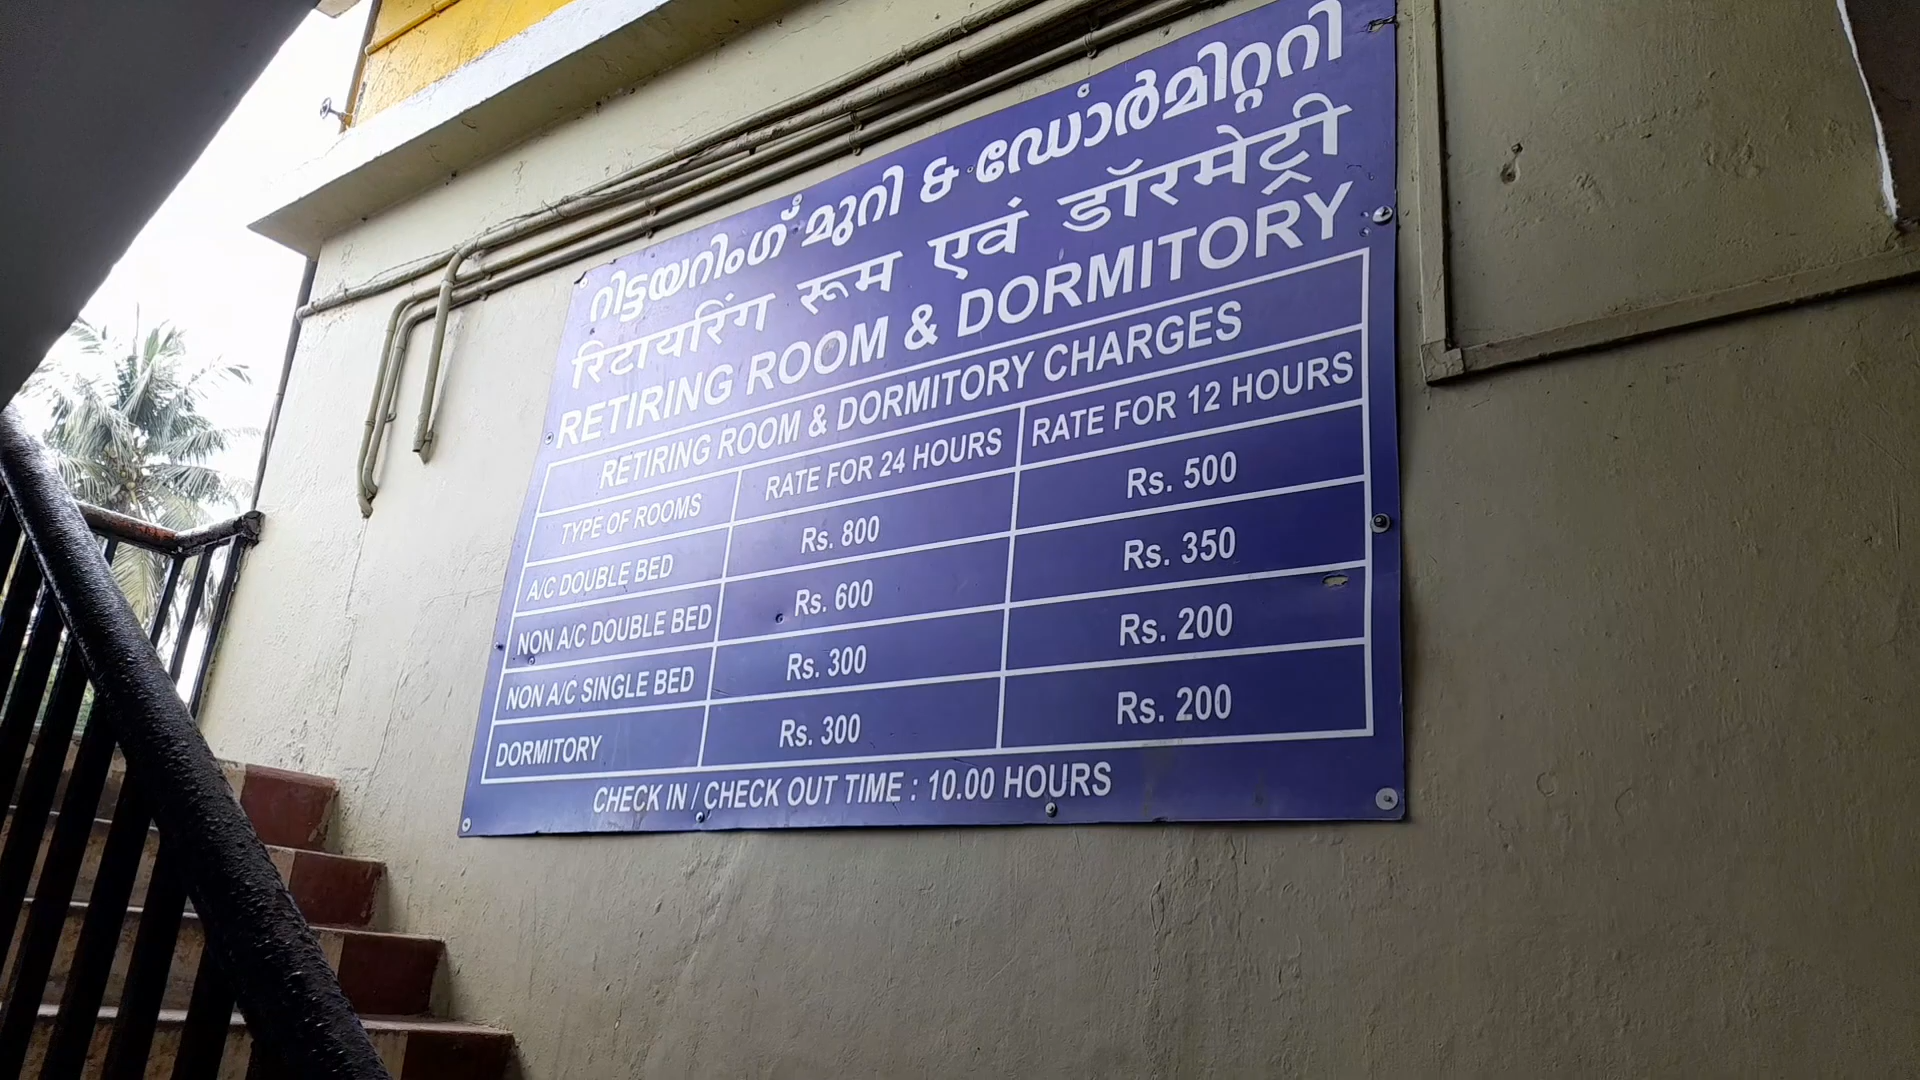 റിട്ടയറിംഗ് മുറി & ഡോർമിറ്ററി
रिटायरिंग रूम एवं डॉरमेट्री
RETIRING ROOM & DORMITORY
RETIRING ROOM & DORMITORY CHARGES
TYPE OF ROOMS RATE FOR 24 HOURS RATE FOR 12 HOURS
A/C DOUBLE BED Rs. 800 Rs. 500
NON A/C DOUBLE BED Rs. 600 Rs. 350
NON A/C SINGLE BED Rs. 300 Rs. 200
DORMITORY Rs. 300 Rs. 200
CHECK IN / CHECK OUT TIME : 10.00 HOURS